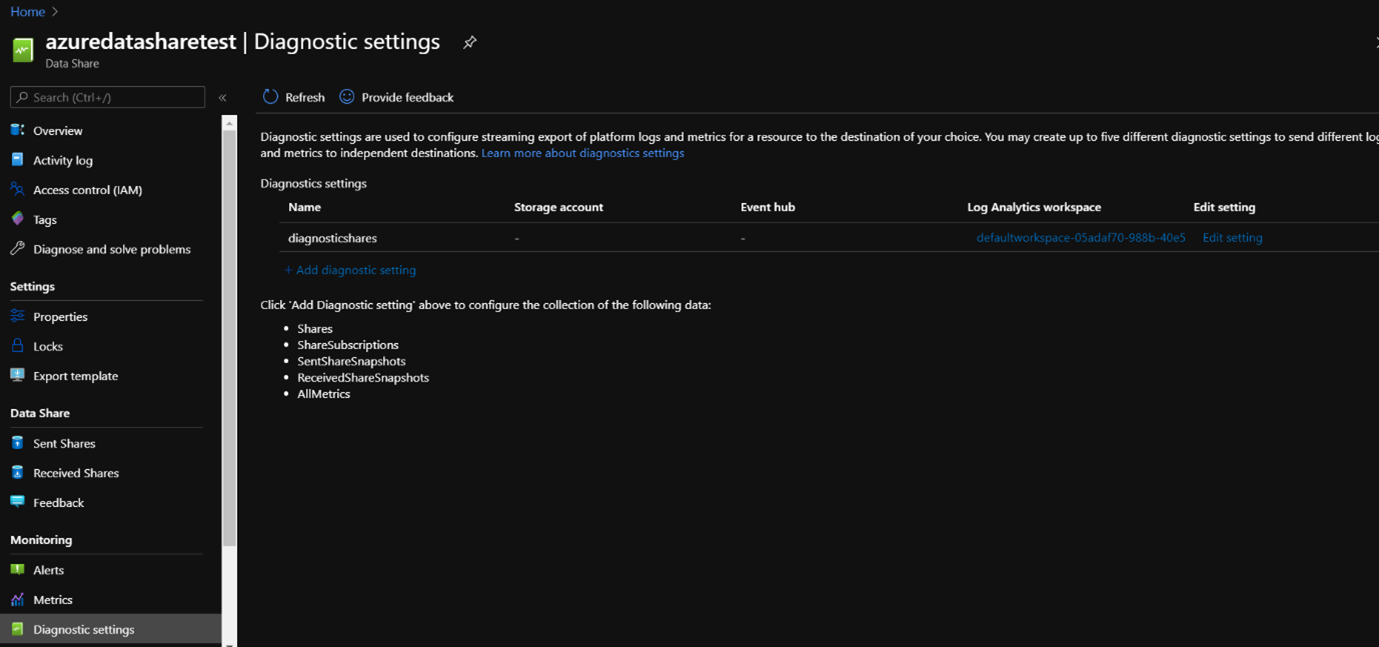 Home >
azuredatasharetest | Diagnostic settings
Data Share
Search (Ctrl+/)
«
Overview
Activity log
Access control (IAM)
Tags
Diagnose and solve problems
Settings
Properties
Locks
Export template
Data Share
Sent Shares
Received Shares
Feedback
Monitoring
Alerts
Metrics
Diagnostic settings
Refresh Provide feedback
Diagnostic settings are used to configure streaming export of platform logs and metrics for a resource to the destination of your choice. You may create up to five different diagnostic settings to send different log
and metrics to independent destinations. Learn more about diagnostics settings
Diagnostics settings
Name Storage account Event hub Log Analytics workspace Edit setting
diagnosticshares - - defaultworkspace-05adaf70-988b-40e5 Edit setting
+ Add diagnostic setting
Click 'Add Diagnostic setting' above to configure the collection of the following data:
• Shares
• ShareSubscriptions
• SentShareSnapshots
• ReceivedShareSnapshots
• AllMetrics